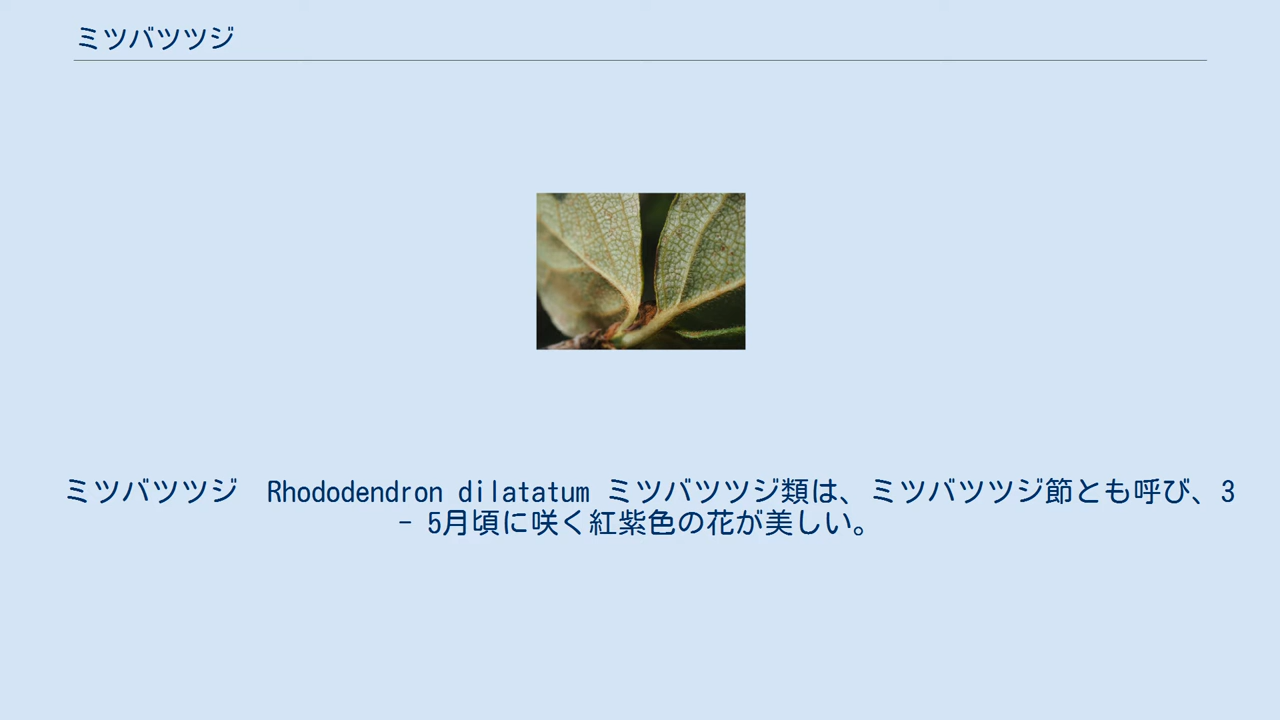 ミツバツツジ
ミツバツツジ　Rhododendron dilatatum ミツバツツジ類は、ミツバツツジ節とも呼び、3
- 5月頃に咲く紅紫色の花が美しい。